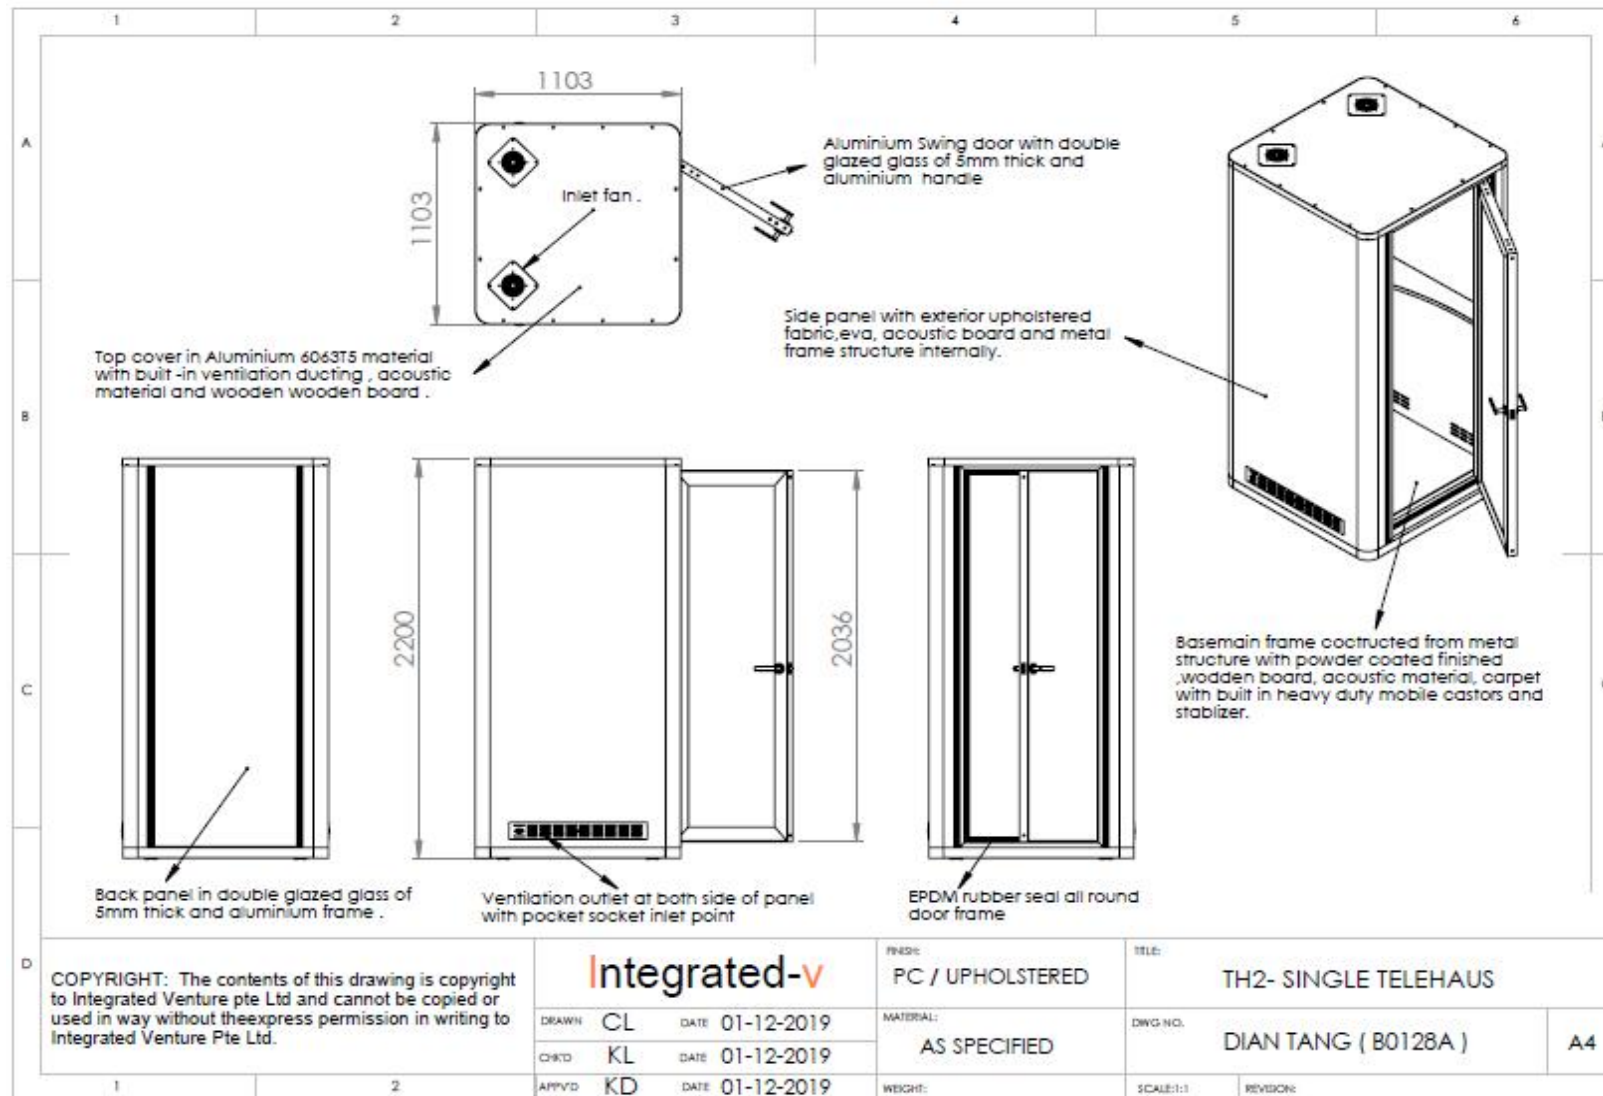 1 2 3 4 5 6
A
B
C
D
1103
1103
Inlet fan .
Aluminium Swing door with double
glazed glass of 5mm thick and
aluminium handle
Side panel with exterior upholstered
fabric,eva, acoustic board and metal
frame structure internally.
Top cover in Aluminium 6063T5 material
with built -in ventilation ducting , acoustic
material and wooden wooden board .
2200
2036
Basemain frame coctructed from metal
structure with powder coated finished
,wodden board, acoustic material, carpet
with built in heavy duty mobile castors and
stablizer.
Back panel in double glazed glass of
5mm thick and aluminium frame .
Ventilation outlet at both side of panel
with pocket socket inlet point
EPDM rubber seal all round
door frame
COPYRIGHT: The contents of this drawing is copyright
to Integrated Venture pte Ltd and cannot be copied or
used in way without theexpress permission in writing to
Integrated Venture Pte Ltd.
Integrated-v
DRAWN CL DATE 01-12-2019
CHK'D KL DATE 01-12-2019
APPV'D KD DATE 01-12-2019
FINISH:
PC / UPHOLSTERED
MATERIAL:
AS SPECIFIED
WEIGHT:
TITLE:
TH2- SINGLE TELEHAUS
DWG NO.
DIAN TANG ( B0128A )
A4
SCALE:1:1
REVISION:
1 2